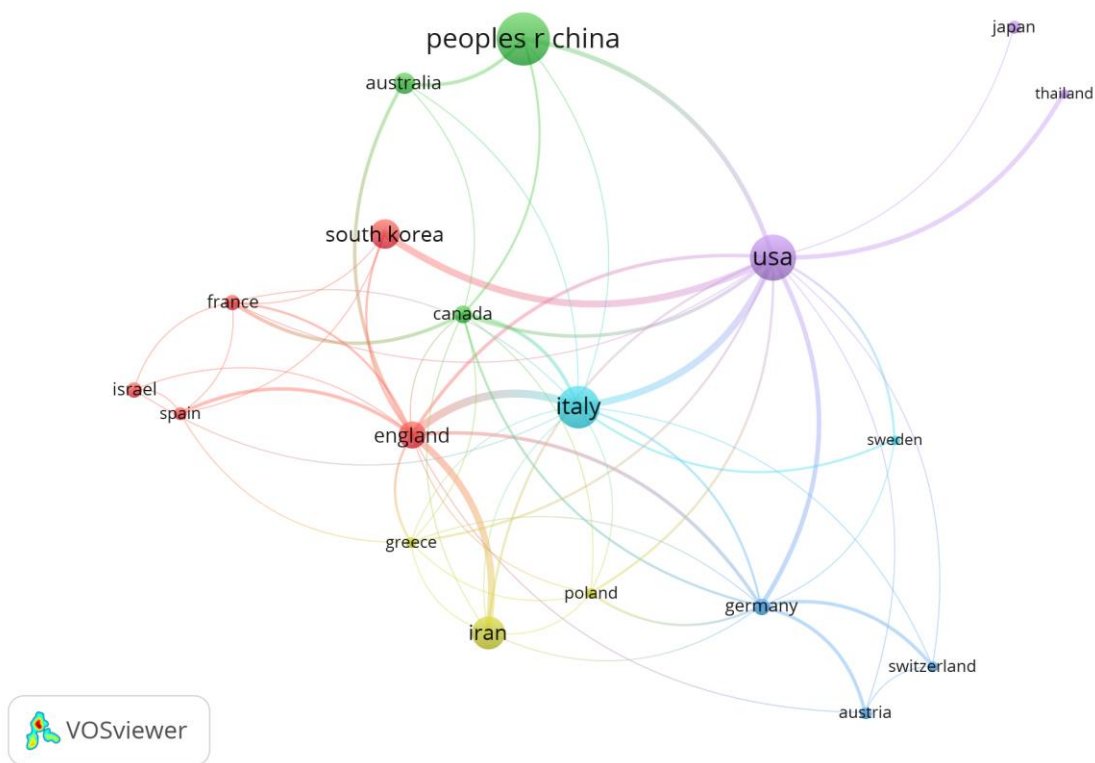 peoples r china
japan
australia
thailand
south korea
usa
france
canada
israel
spain
italy
england
sweden
greece
poland
germany
iran
switzerland
austria
VOSviewer